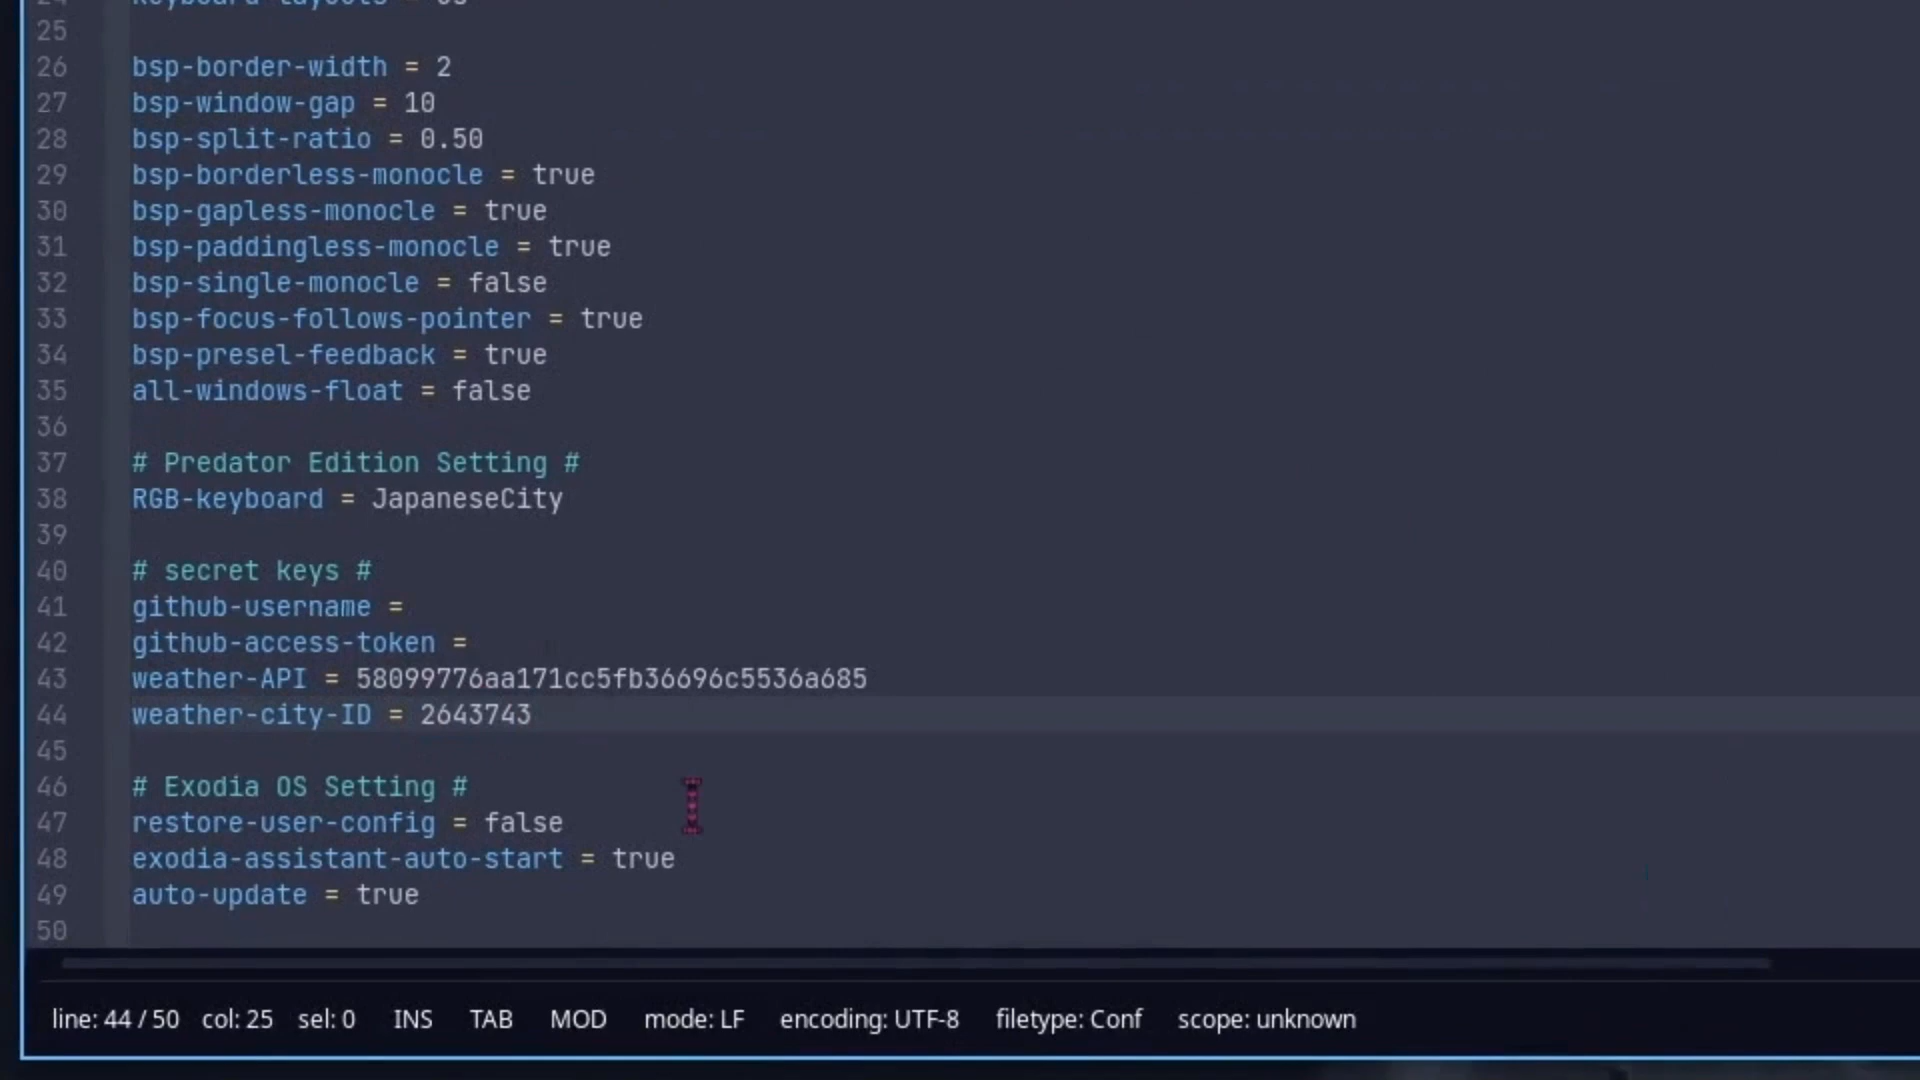 25
26 bsp-border-width = 2
27 bsp-window-gap = 10
28 bsp-split-ratio = 0.50
29 bsp-borderless-monocle = true
30 bsp-gapless-monocle = true
31 bsp-paddingless-monocle = true
32 bsp-single-monocle = false
33 bsp-focus-follows-pointer = true
34 bsp-presel-feedback = true
35 all-windows-float = false
36
37 # Predator Edition Setting #
38 RGB-keyboard = JapaneseCity
39
40 # secret keys #
41 github-username =
42 github-access-token =
43 weather-API = 58099776aa171cc5fb36696c5536a685
44 weather-city-ID = 2643743
45
46 # Exodia OS Setting #
47 restore-user-config = false
48 exodia-assistant-auto-start = true
49 auto-update = true
50
line: 44 / 50 col: 25 sel: 0 INS TAB MOD mode: LF encoding: UTF-8 filetype: Conf scope: unknown